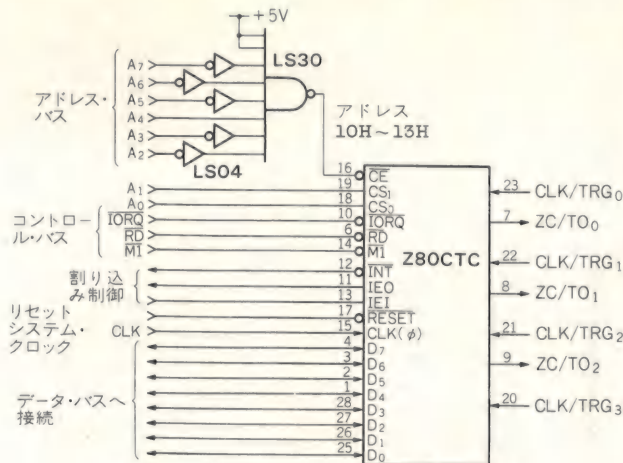 +5V
LS30
A7
A6
A5
A4
A3
A2
アドレス・
バス
LS04
アドレス
10H~13H
A1
A0
IORQ
RD
M1
コントロー
ル・バス
割り込
み制御
リセット
システム・
クロック
CLK
データ・バスへ
接続
16
19
18
10
6
14
12
11
13
17
15
4
3
2
1
28
27
26
25
CE
CS1
CS0
IORQ
RD
M1
INT
IEO
IEI
RESET
CLK(φ)
D7
D6
D5
D4
D3
D2
D1
D0
Z80CTC
23 CLK/TRG0
7 ZC/TO0
22 CLK/TRG1
8 ZC/TO1
21 CLK/TRG2
9 ZC/TO2
20 CLK/TRG3